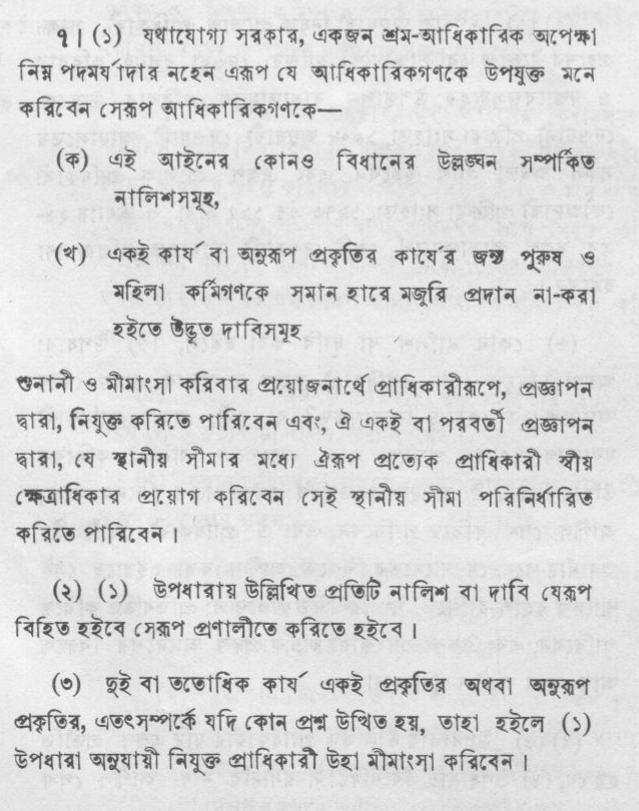 ৭। (১) যথাযোগ্য সরকার, একজন শ্রম-আধিকারিক অপেক্ষা
নিম্ন পদমর্যাদার নহেন এরূপ যে আধিকারিকগণকে উপযুক্ত মনে
করিবেন সেরূপ আধিকারিকগণকে—
(ক) এই আইনের কোনও বিধানের উল্লঙ্ঘন সম্পর্কিত
নালিশসমূহ,
(খ) একই কার্য বা অনুরূপ প্রকৃতির কার্যের জন্য পুরুষ ও
মহিলা কর্মিগণকে সমান হারে মজুরি প্রদান না-করা
হইতে উদ্ভূত দাবিসমূহ
শুনানী ও মীমাংসা করিবার প্রয়োজনার্থে প্রাধিকারীরূপে, প্রজ্ঞাপন
দ্বারা, নিযুক্ত করিতে পারিবেন এবং, ঐ একই বা পরবর্তী প্রজ্ঞাপন
দ্বারা, যে স্থানীয় সীমার মধ্যে ঐরূপ প্রত্যেক প্রাধিকারী স্বীয়
ক্ষেত্রাধিকার প্রয়োগ করিবেন সেই স্থানীয় সীমা পরিনির্ধারিত
করিতে পারিবেন।
(২) (১) উপধারায় উল্লিখিত প্রতিটি নালিশ বা দাবি যেরূপ
বিহিত হইবে সেরূপ প্রণালীতে করিতে হইবে।
(৩) দুই বা ততোধিক কার্য একই প্রকৃতির অথবা অনুরূপ
প্রকৃতির, এতৎসম্পর্কে যদি কোন প্রশ্ন উত্থিত হয়, তাহা হইলে (১)
উপধারা অনুযায়ী নিযুক্ত প্রাধিকারী উহা মীমাংসা করিবেন।